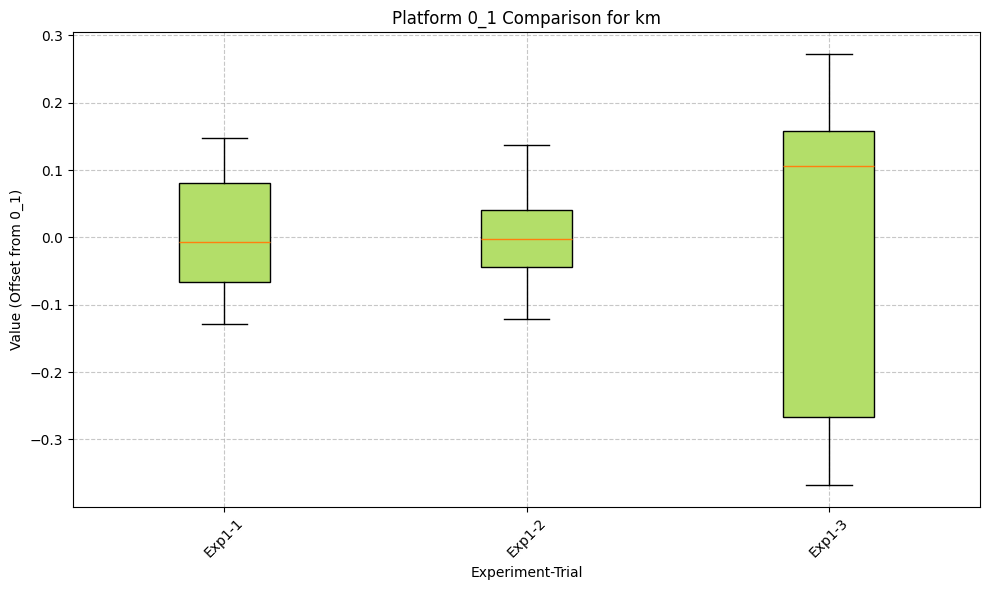 Platform 0_1 Comparison for km
Value (Offset from 0_1)
0.3
0.2
0.1
0.0
−0.1
−0.2
−0.3
Exp1-1
Exp1-2
Exp1-3
Experiment-Trial